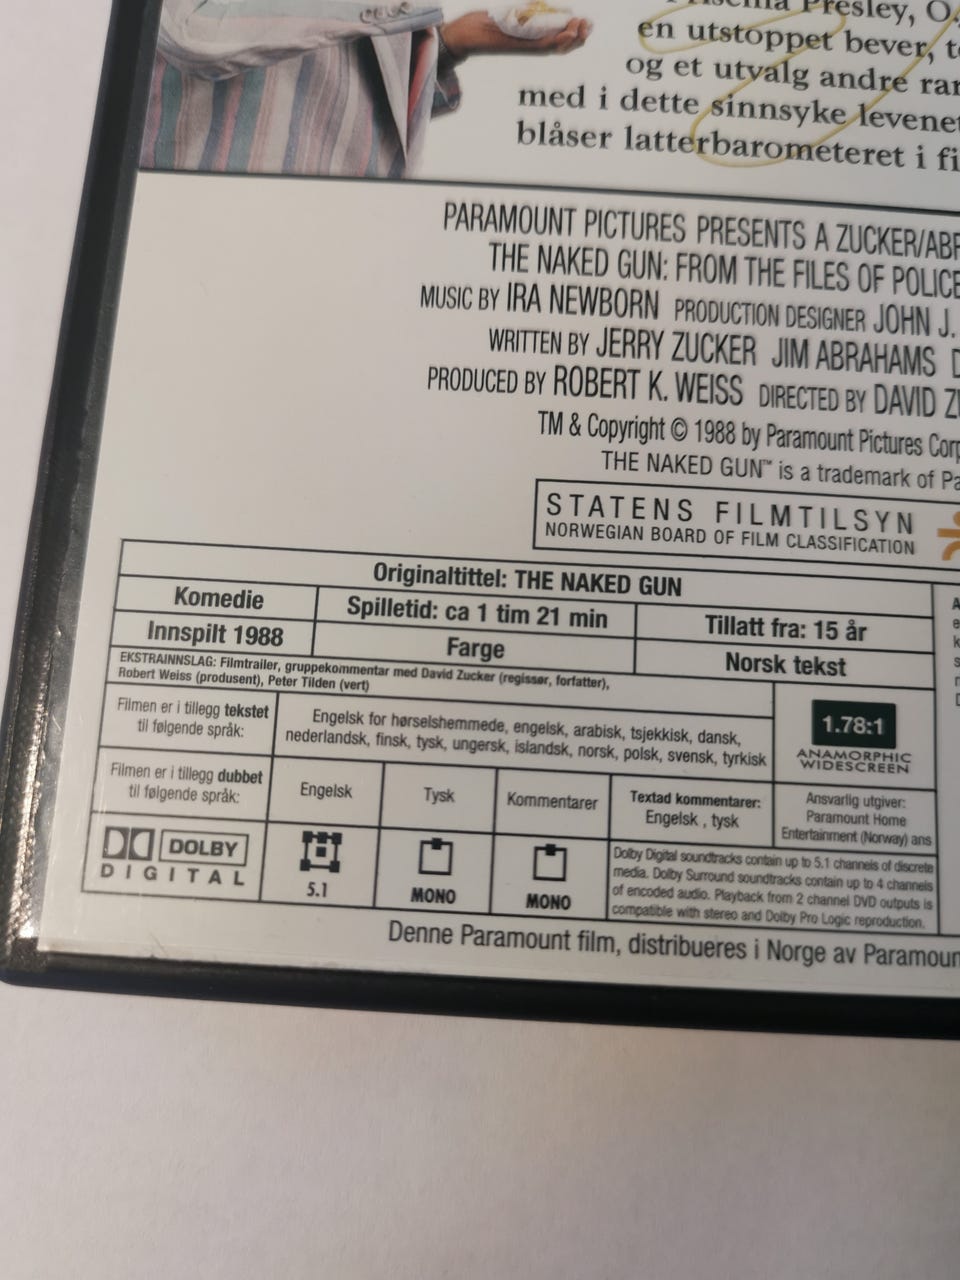 Presley, O.
en utstoppet bever,
og et utvalg andre
med i dette sinnsyke
blåser latterbarometeret i
PARAMOUNT PICTURES PRESENTS A ZUCKER/
THE NAKED GUN: FROM THE FILES OF POLICE
MUSIC BY IRA NEWBORN PRODUCTION DESIGNER JOHN J.
WRITTEN BY JERRY ZUCKER JIM ABRAHAMS
PRODUCED BY ROBERT K. WEISS DIRECTED BY DAVID
TM & Copyright © 1988 by Paramount Pictures
THE NAKED GUN™ is a trademark of
STATENS FILMTILSYN
NORWEGIAN BOARD OF FILM CLASSIFICATION
Originaltittel: THE NAKED GUN
Komedie
Spilletid: ca 1 tim 21 min
Tillatt fra: 15 år
Innspilt 1988
Farge
Norsk tekst
EKSTRAINNSLAG: Filmtrailer, gruppekommentar med David Zucker (regissør, forfatter),
Robert Weiss (produsent), Peter Tilden (vert)
Filmen er i tillegg tekstet
til følgende språk:
Engelsk for hørselshemmede, engelsk, arabisk, tsjekkisk, dansk,
nederlandsk, finsk, tysk, ungersk, islandsk, norsk, polsk, svensk, tyrkisk
1.78:1
ANAMORPHIC
WIDESCREEN
Filmen er i tillegg dubbet
til følgende språk:
Engelsk
Tysk
Kommentarer
Textad kommentarer:
Engelsk , tysk
Ansvarlig utgiver:
Paramount Home
Entertainment (Norway) ans
DOLBY
DIGITAL
5.1
MONO
MONO
Dolby Digital soundtracks contain up to 5.1 channels of discrete
media. Dolby Surround soundtracks contain up to 4 channels
of encoded audio. Playback from 2 channel DVD outputs is
compatible with stereo and Dolby Pro Logic reproduction.
Denne Paramount film, distribueres i Norge av